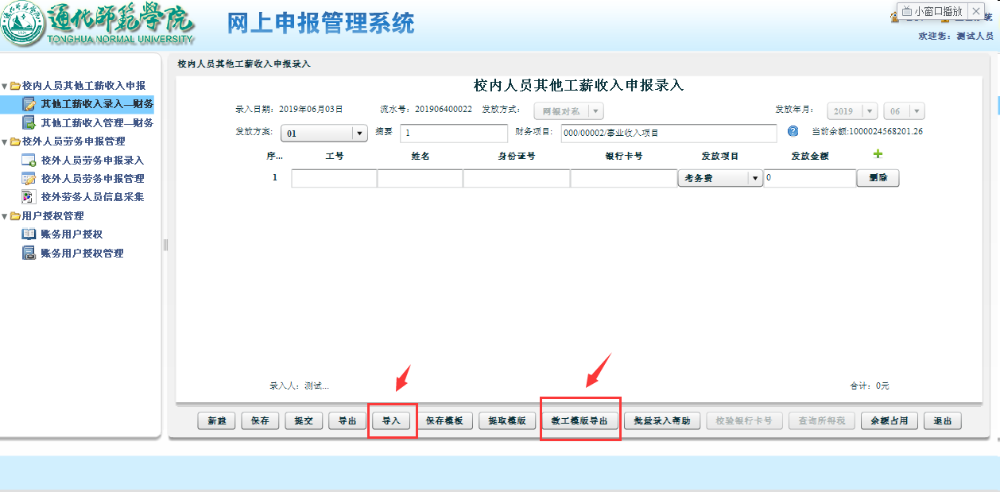 通化師範學院
TONGHUA NORMAL UNIVERSITY
网上申报管理系统
小窗口播放
欢迎您：测试人员
校内人员其他工薪收入申报
其他工薪收入录入—财务
其他工薪收入管理—财务
校外人员劳务申报管理
校外人员劳务申报录入
校外人员劳务申报管理
校外劳务人员信息采集
用户授权管理
账务用户授权
账务用户授权管理
校内人员其他工薪收入申报录入
校内人员其他工薪收入申报录入
录入日期：2019年06月03日 流水号：201906400022 发放方式： 网银对私 发放年月： 2019 06
发放方案： 01 摘要 1 财务项目： 000/00002/事业收入项目 当前余额:1000024568201.26
序... 工号 姓名 身份证号 银行卡号 发放项目 发放金额
1 考务费 0 删除
录入人：测试... 合计：0元
新建 保存 提交 导出 导入 保存模板 提取模版 教工模版导出 批量录入帮助 校验银行卡号 查询所得税 余额占用 退出